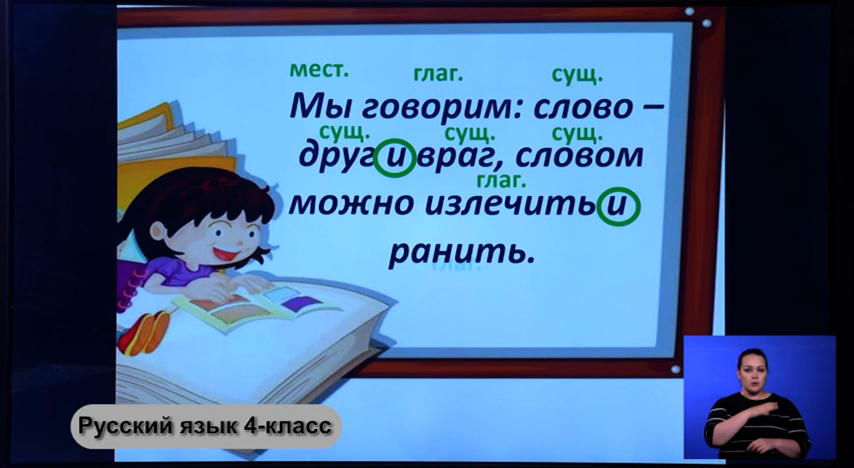 мест. глаг. сущ.
Мы говорим: слово –
сущ. сущ. сущ.
друг и враг, словом
глаг.
можно излечить и
ранить.
глаг.
Русский язык 4-класс